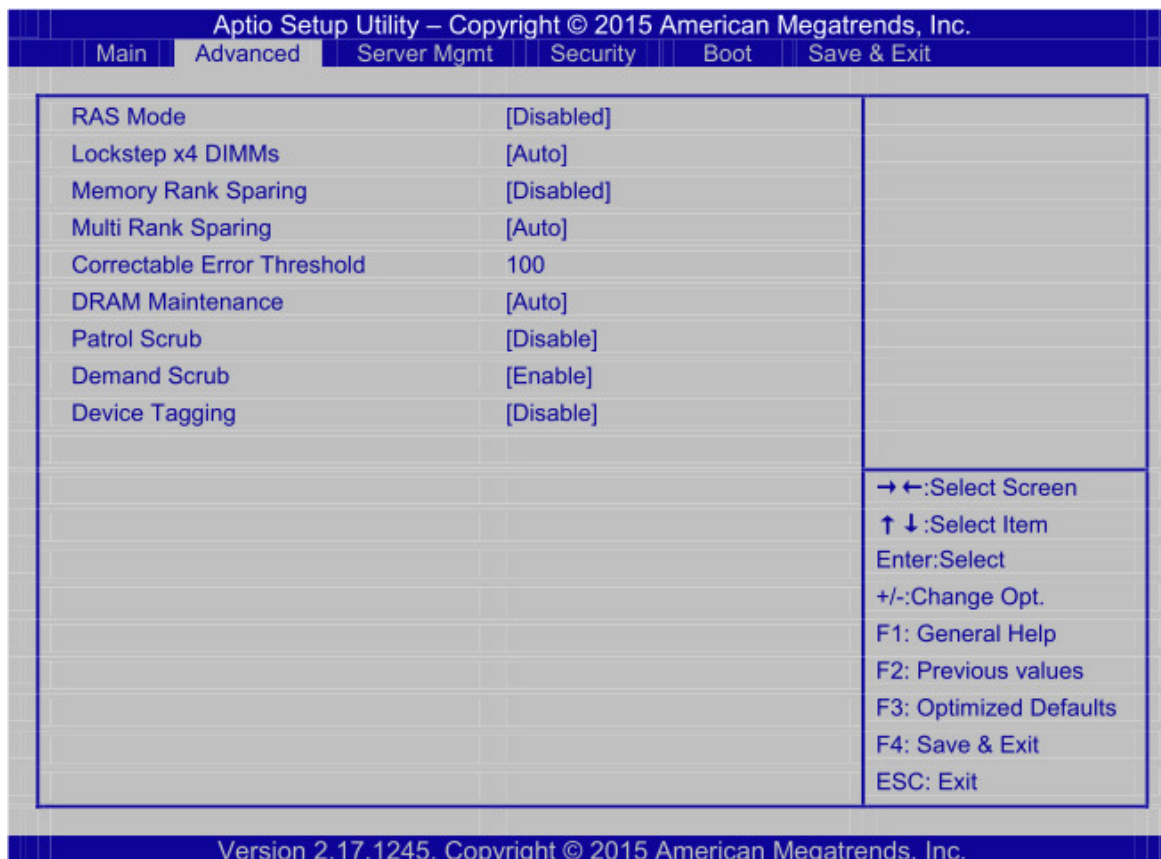 Aptio Setup Utility – Copyright © 2015 American Megatrends, Inc.
Main Advanced Server Mgmt Security Boot Save & Exit
RAS Mode [Disabled]
Lockstep x4 DIMMs [Auto]
Memory Rank Sparing [Disabled]
Multi Rank Sparing [Auto]
Correctable Error Threshold 100
DRAM Maintenance [Auto]
Patrol Scrub [Disable]
Demand Scrub [Enable]
Device Tagging [Disable]
→←:Select Screen
↑↓:Select Item
Enter:Select
+/-:Change Opt.
F1: General Help
F2: Previous values
F3: Optimized Defaults
F4: Save & Exit
ESC: Exit
Version 2.17.1245. Copyright © 2015 American Megatrends, Inc.